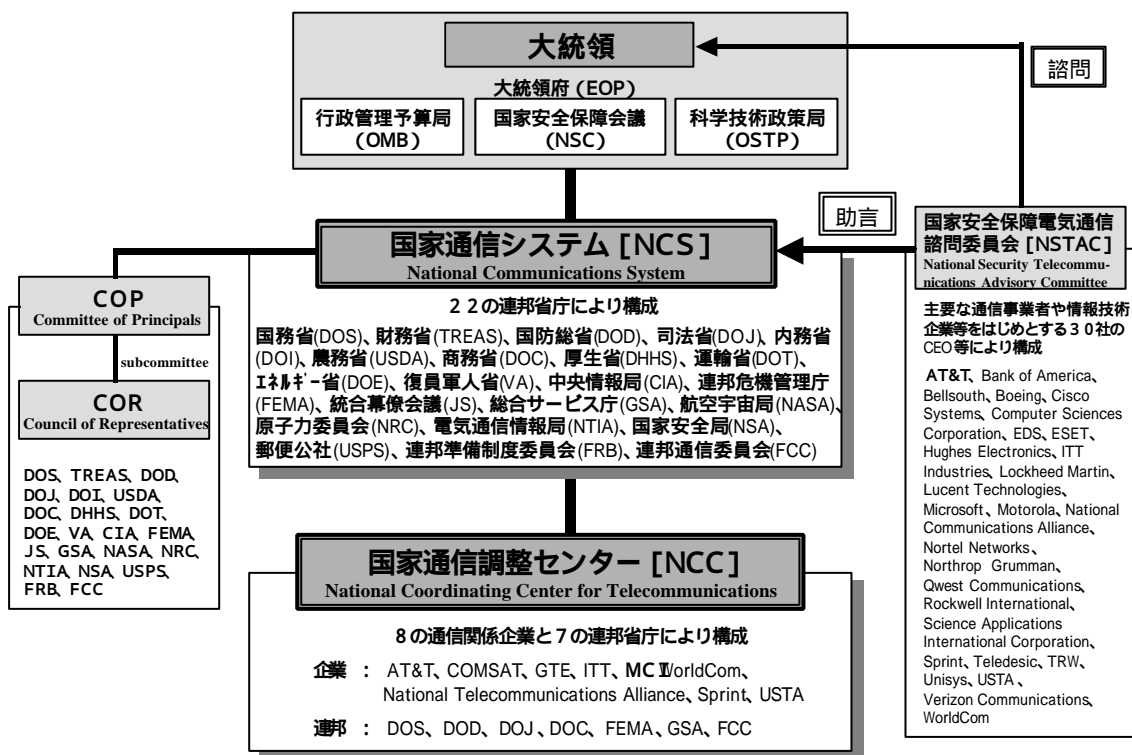 大統領
諮問
大統領府 (EOP)
行政管理予算局
(OMB)
国家安全保障会議
(NSC)
科学技術政策局
(OSTP)
助言
国家安全保障電気通信
諮問委員会 [NSTAC]
National Security Telecommu-
nications Advisory Committee
主要な通信事業者や情報技術
企業等をはじめとする30社の
CEO等により構成
AT&T、Bank of America、
Bellsouth、Boeing、Cisco
Systems、Computer Sciences
Corporation、EDS、ESET、
Hughes Electronics、ITT
Industries、Lockheed Martin、
Lucent Technologies、
Microsoft、Motorola、National
Communications Alliance、
Nortel Networks、
Northrop Grumman、
Qwest Communications、
Rockwell International、
Science Applications
International Corporation、
Sprint、Teledesic、TRW、
Unisys、USTA、
Verizon Communications、
WorldCom
国家通信システム [NCS]
National Communications System
22の連邦省庁により構成
国務省(DOS)、財務省(TREAS)、国防総省(DOD)、司法省(DOJ)、内務省
(DOI)、農務省(USDA)、商務省(DOC)、厚生省(DHHS)、運輸省(DOT)、
エネルギー省(DOE)、復員軍人省(VA)、中央情報局(CIA)、連邦危機管理庁
(FEMA)、統合幕僚会議(JS)、総合サービス庁(GSA)、航空宇宙局(NASA)、
原子力委員会(NRC)、電気通信情報局(NTIA)、国家安全局(NSA)、
郵便公社(USPS)、連邦準備制度委員会(FRB)、連邦通信委員会(FCC)
COP
Committee of Principals
subcommittee
COR
Council of Representatives
DOS、TREAS、DOD、
DOJ、DOI、USDA、
DOC、DHHS、DOT、
DOE、VA、CIA、FEMA、
JS、GSA、NASA、NRC、
NTIA、NSA、USPS、
FRB、FCC
国家通信調整センター [NCC]
National Coordinating Center for Telecommunications
8の通信関係企業と7の連邦省庁により構成
企業 : AT&T、COMSAT、GTE、ITT、MCI WorldCom、
National Telecommunications Alliance、Sprint、USTA
連邦 : DOS、DOD、DOJ、DOC、FEMA、GSA、FCC